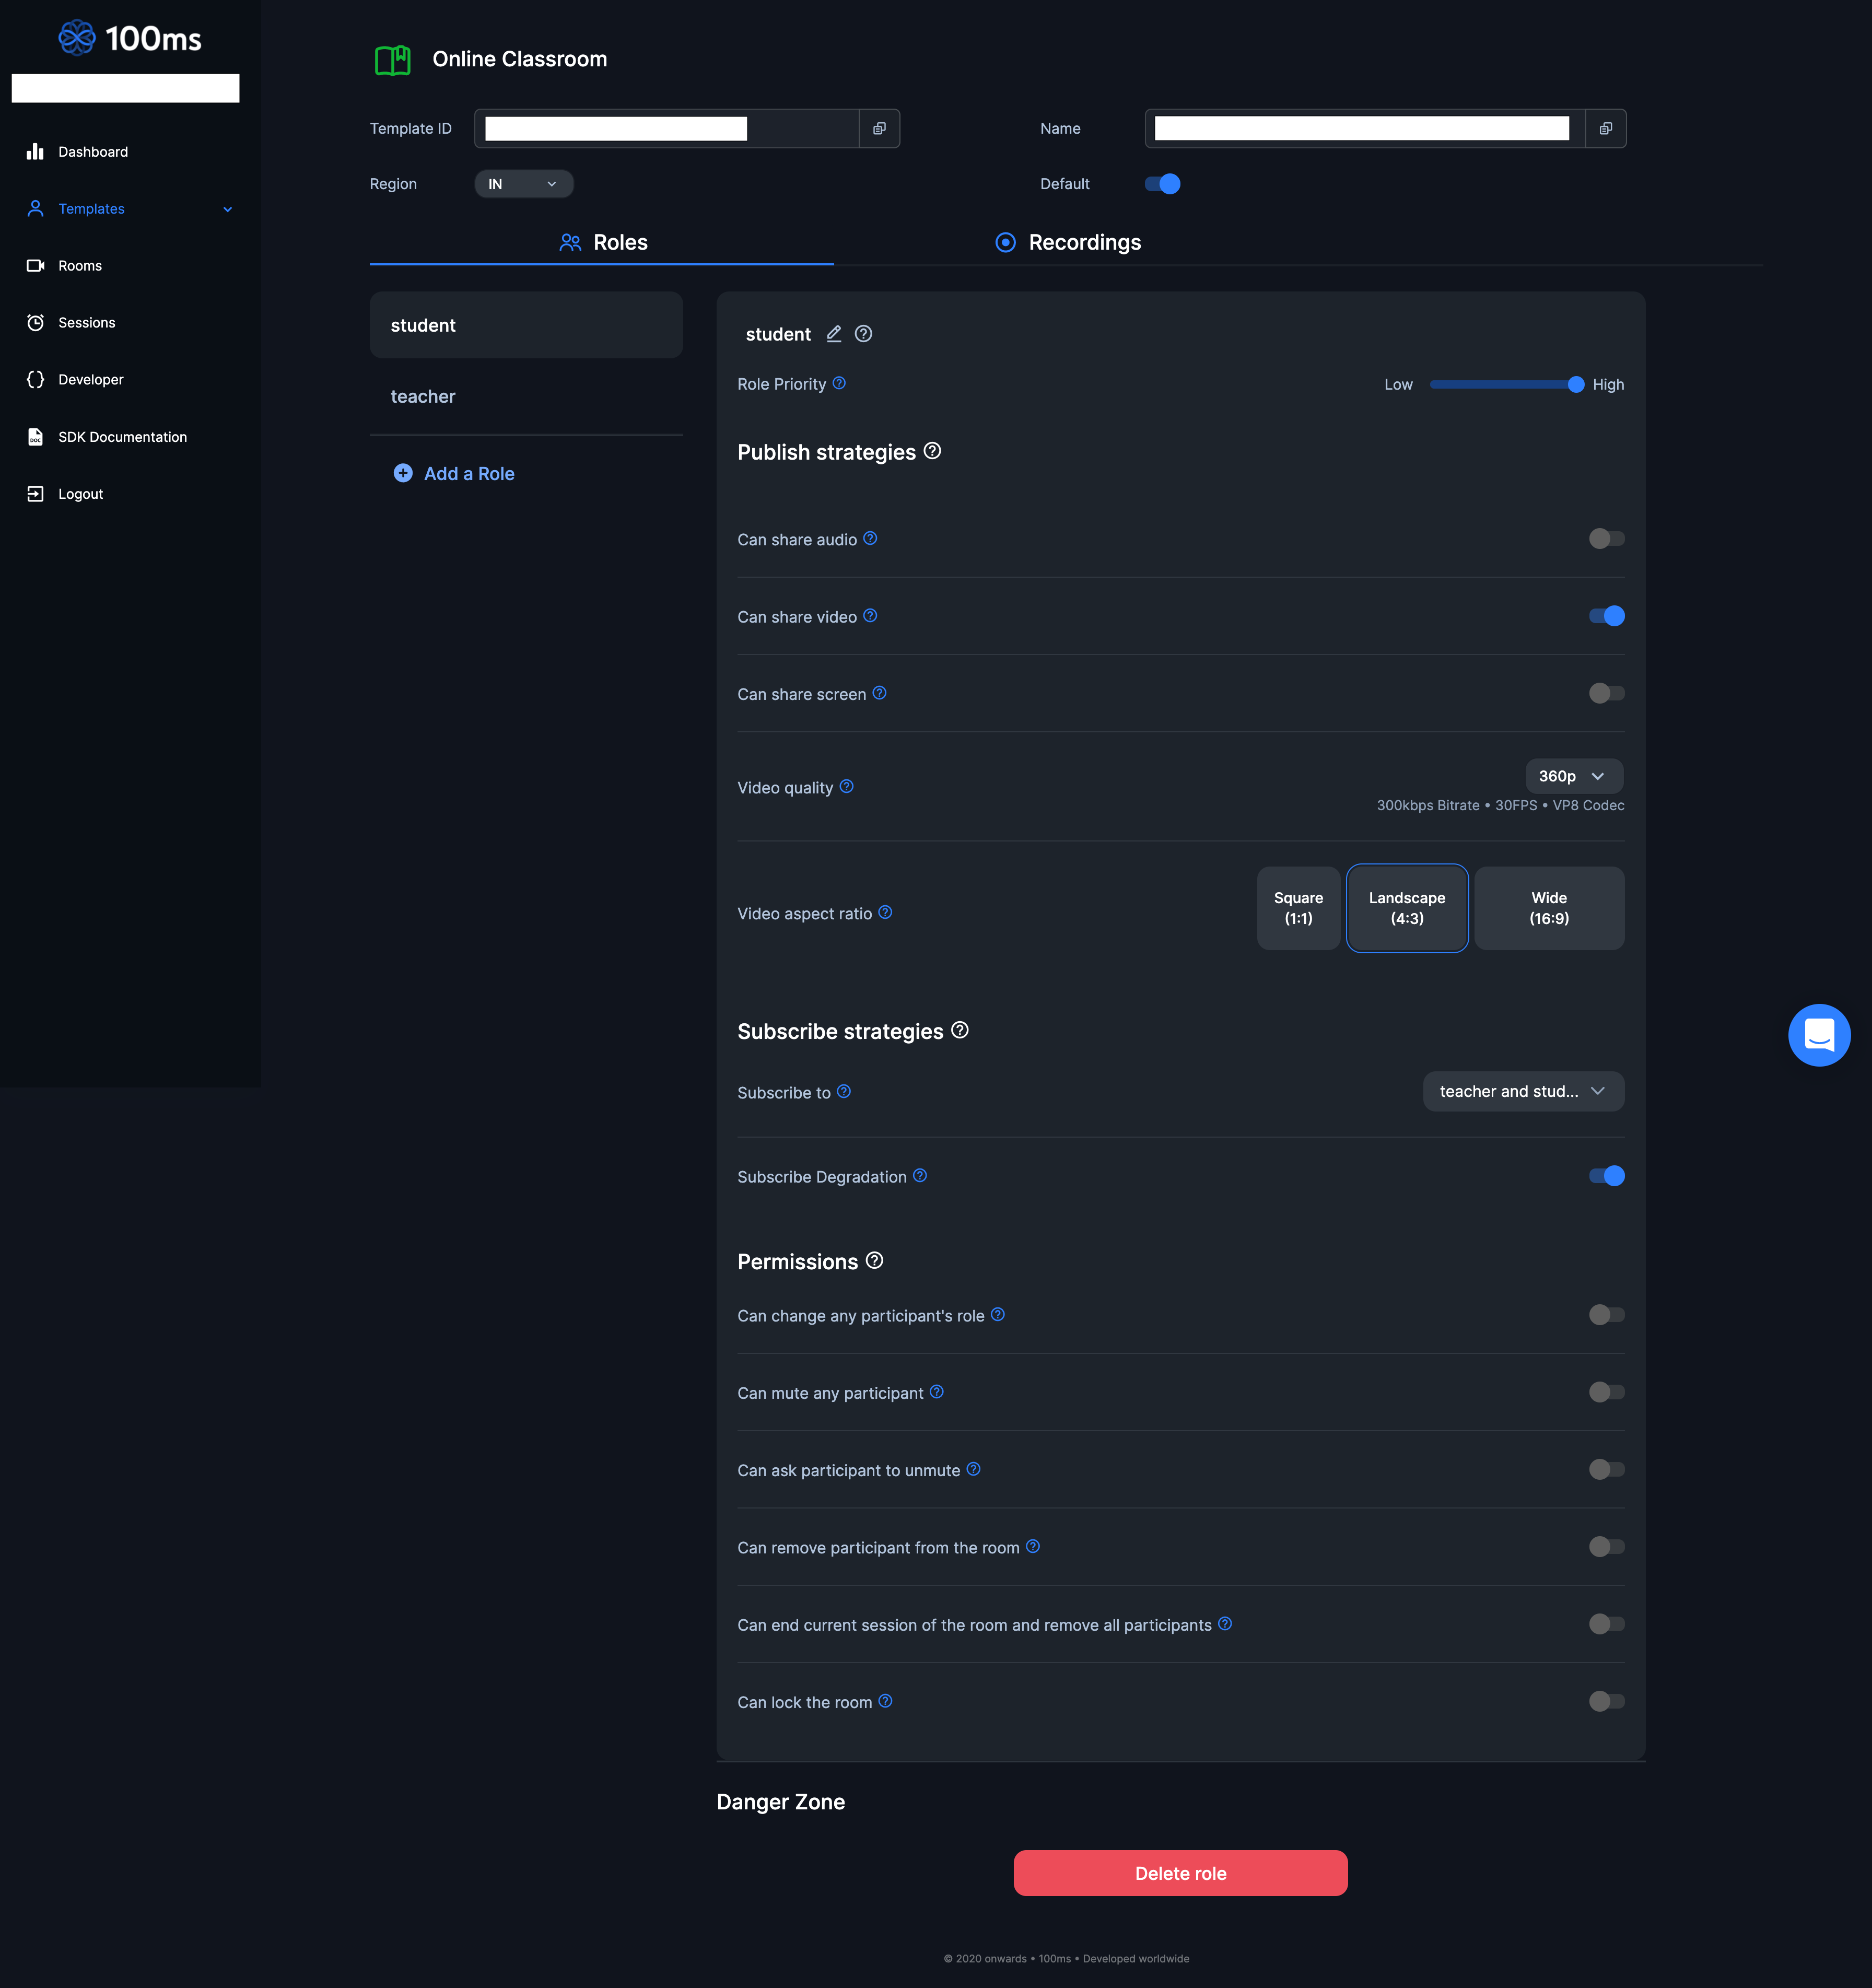 100ms
Dashboard
Templates
Rooms
Sessions
Developer
SDK Documentation
Logout
Online Classroom
Template ID
Name
Region
IN
Default
Roles
Recordings
student
teacher
Add a Role
student
Role Priority
Low
High
Publish strategies
Can share audio
Can share video
Can share screen
Video quality
360p
300kbps Bitrate • 30FPS • VP8 Codec
Video aspect ratio
Square
(1:1)
Landscape
(4:3)
Wide
(16:9)
Subscribe strategies
Subscribe to
teacher and stud...
Subscribe Degradation
Permissions
Can change any participant's role
Can mute any participant
Can ask participant to unmute
Can remove participant from the room
Can end current session of the room and remove all participants
Can lock the room
Danger Zone
Delete role
© 2020 onwards • 100ms • Developed worldwide